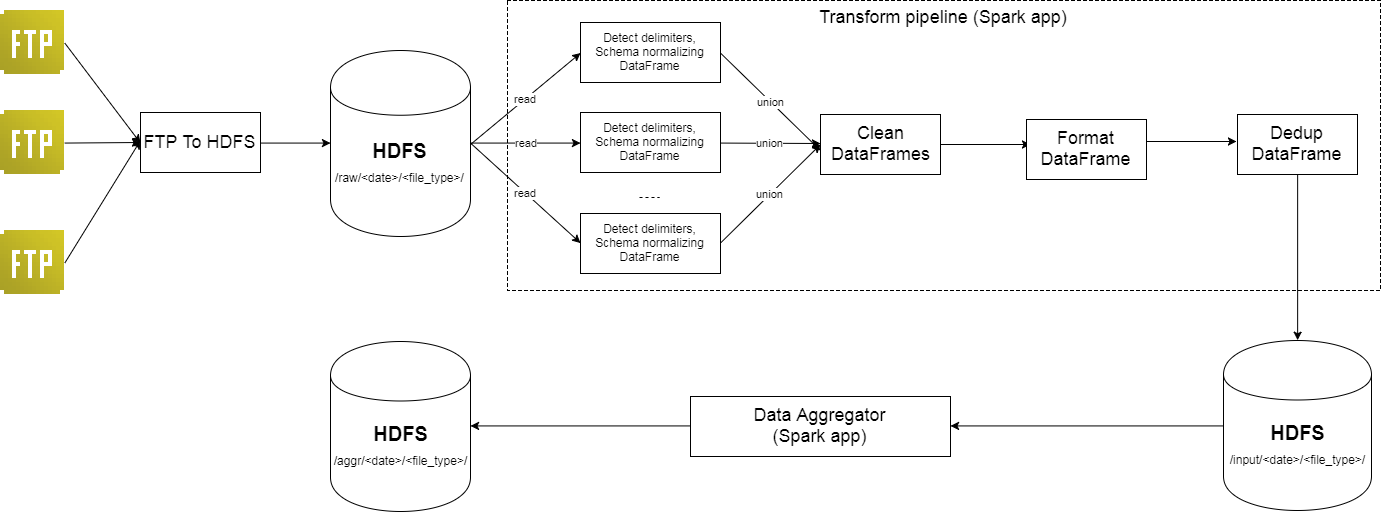 Transform pipeline (Spark app)
FTP
FTP
FTP
FTP To HDFS
HDFS
/raw/<date>/<file_type>/
read
read
read
Detect delimiters,
Schema normalizing
DataFrame
Detect delimiters,
Schema normalizing
DataFrame
----
Detect delimiters,
Schema normalizing
DataFrame
union
union
union
Clean
DataFrames
Format
DataFrame
Dedup
DataFrame
HDFS
/input/<date>/<file_type>/
Data Aggregator
(Spark app)
HDFS
/aggr/<date>/<file_type>/